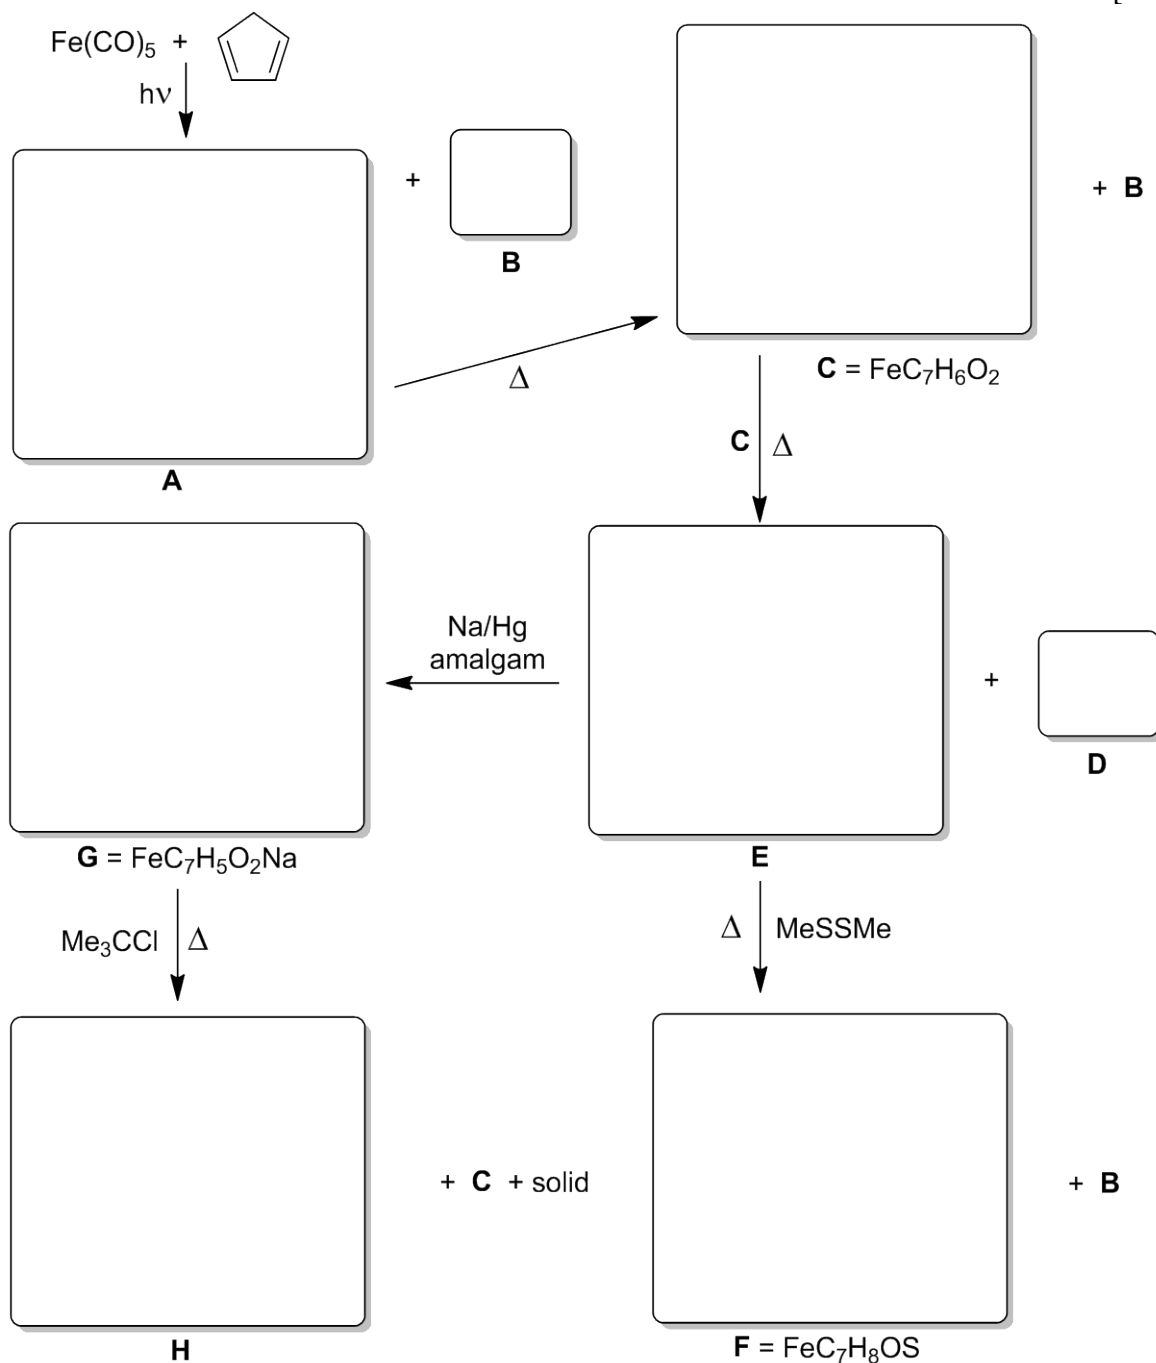 [
Fe(CO)₅ +
hν
+
B
+ B
Δ
C = FeC₇H₆O₂
A
C Δ
Na/Hg
amalgam
+
D
G = FeC₇H₅O₂Na
E
Me₃CCl Δ
Δ MeSSMe
+ C + solid
+ B
H
F = FeC₇H₈OS